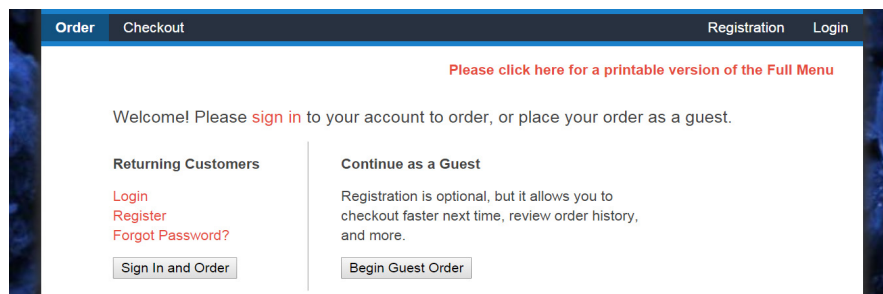 Order Checkout Registration Login
Please click here for a printable version of the Full Menu
Welcome! Please sign in to your account to order, or place your order as a guest.
Returning Customers
Login
Register
Forgot Password?
Sign In and Order
Continue as a Guest
Registration is optional, but it allows you to
checkout faster next time, review order history,
and more.
Begin Guest Order